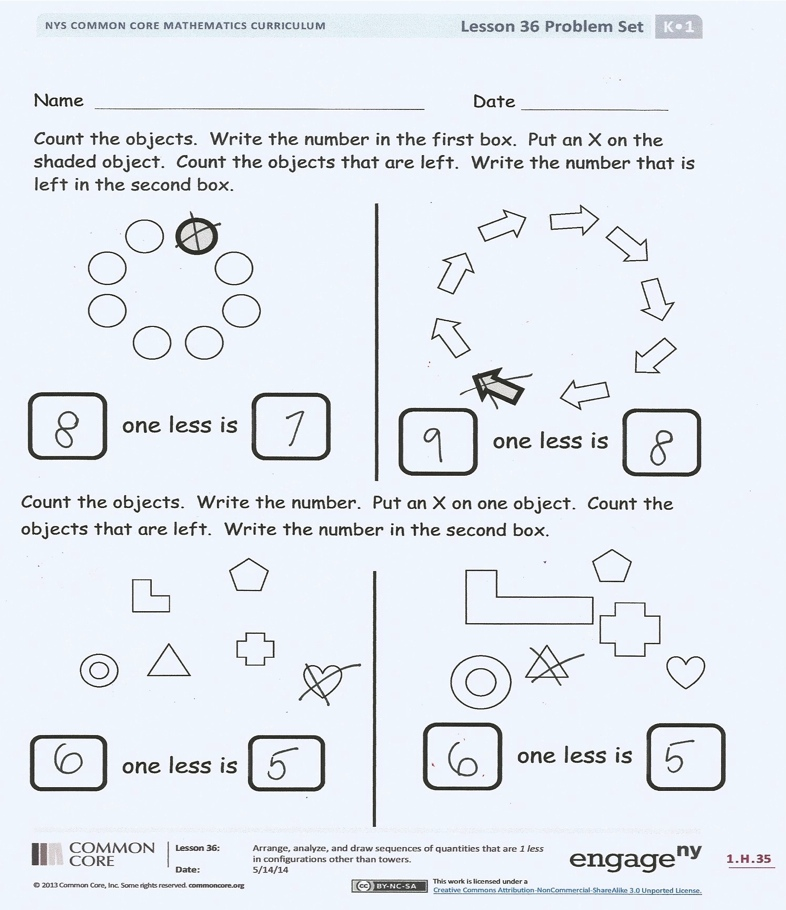 NYS COMMON CORE MATHEMATICS CURRICULUM Lesson 36 Problem Set K•1
Name Date
Count the objects. Write the number in the first box. Put an X on the
shaded object. Count the objects that are left. Write the number that is
left in the second box.
8 one less is 7
9 one less is 8
Count the objects. Write the number. Put an X on one object. Count the
objects that are left. Write the number in the second box.
6 one less is 5
6 one less is 5
COMMON
CORE
Lesson 36:
Date:
Arrange, analyze, and draw sequences of quantities that are 1 less
in configurations other than towers.
5/14/14
engageny
1.H.35
© 2013 Common Core, Inc. Some rights reserved. commoncore.org
cc BY-NC-SA
This work is licensed under a
Creative Commons Attribution-NonCommercial-ShareAlike 3.0 Unported License.